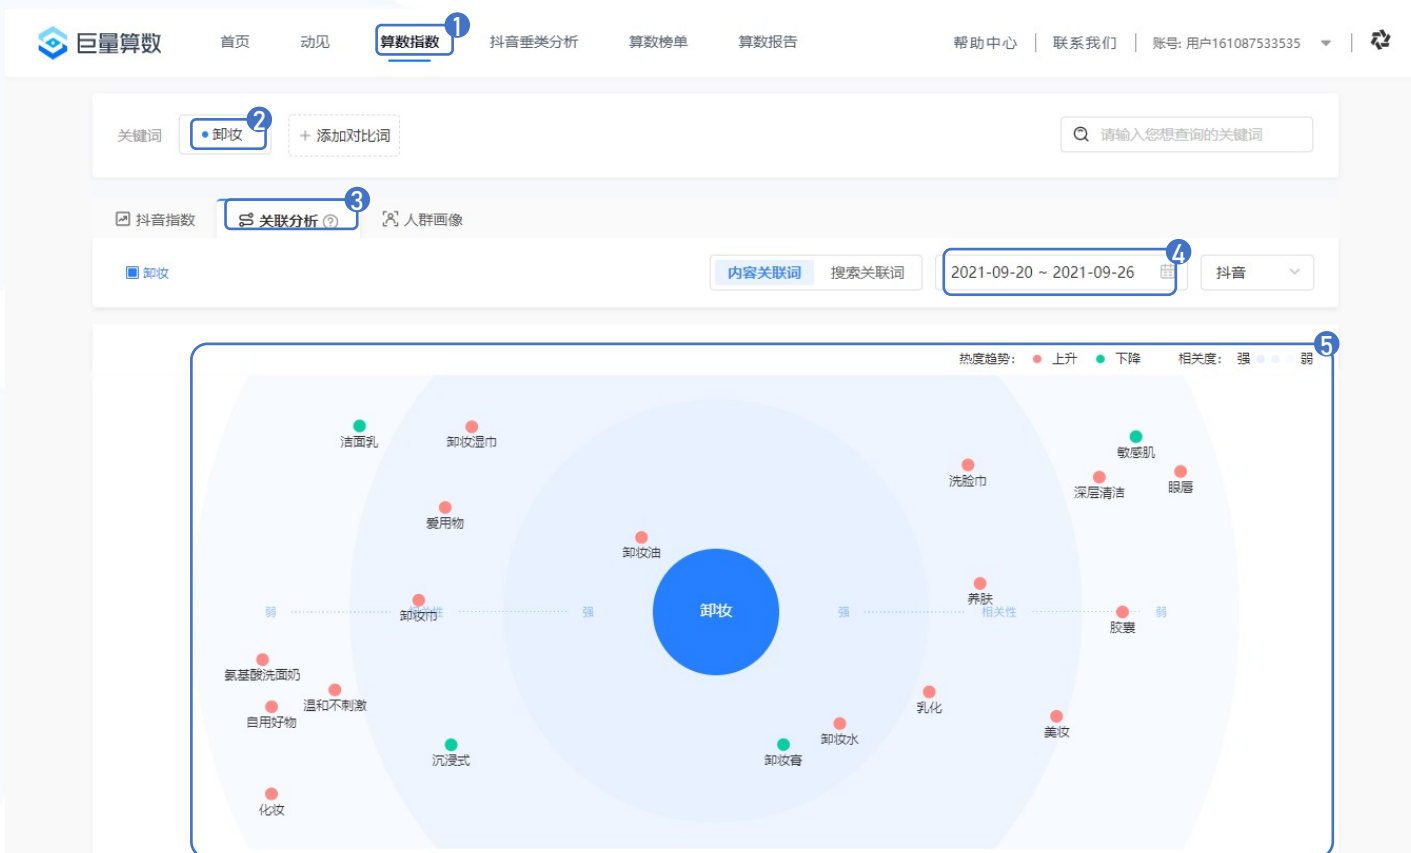 巨量算数 首页 动见 算数指数 1 抖音垂类分析 算数榜单 算数报告 帮助中心 联系我们 账号: 用户161087533535
关键词 卸妆 2 + 添加对比词 请输入您想查询的关键词
抖音指数 关联分析 3 人群画像
卸妆 内容关联词 搜索关联词 2021-09-20 ~ 2021-09-26 4 抖音
5
热度趋势: 上升 下降 相关度: 强 弱
洁面乳 卸妆湿巾
敏感肌
洗脸巾 深层清洁 眼唇
爱用物
卸妆油
养肤
弱 卸妆巾 相关性 强 卸妆 强 相关性 弱
胶囊
氨基酸洗面奶
温和不刺激 乳化
自用好物
美妆
卸妆水
沉浸式 卸妆膏
化妆